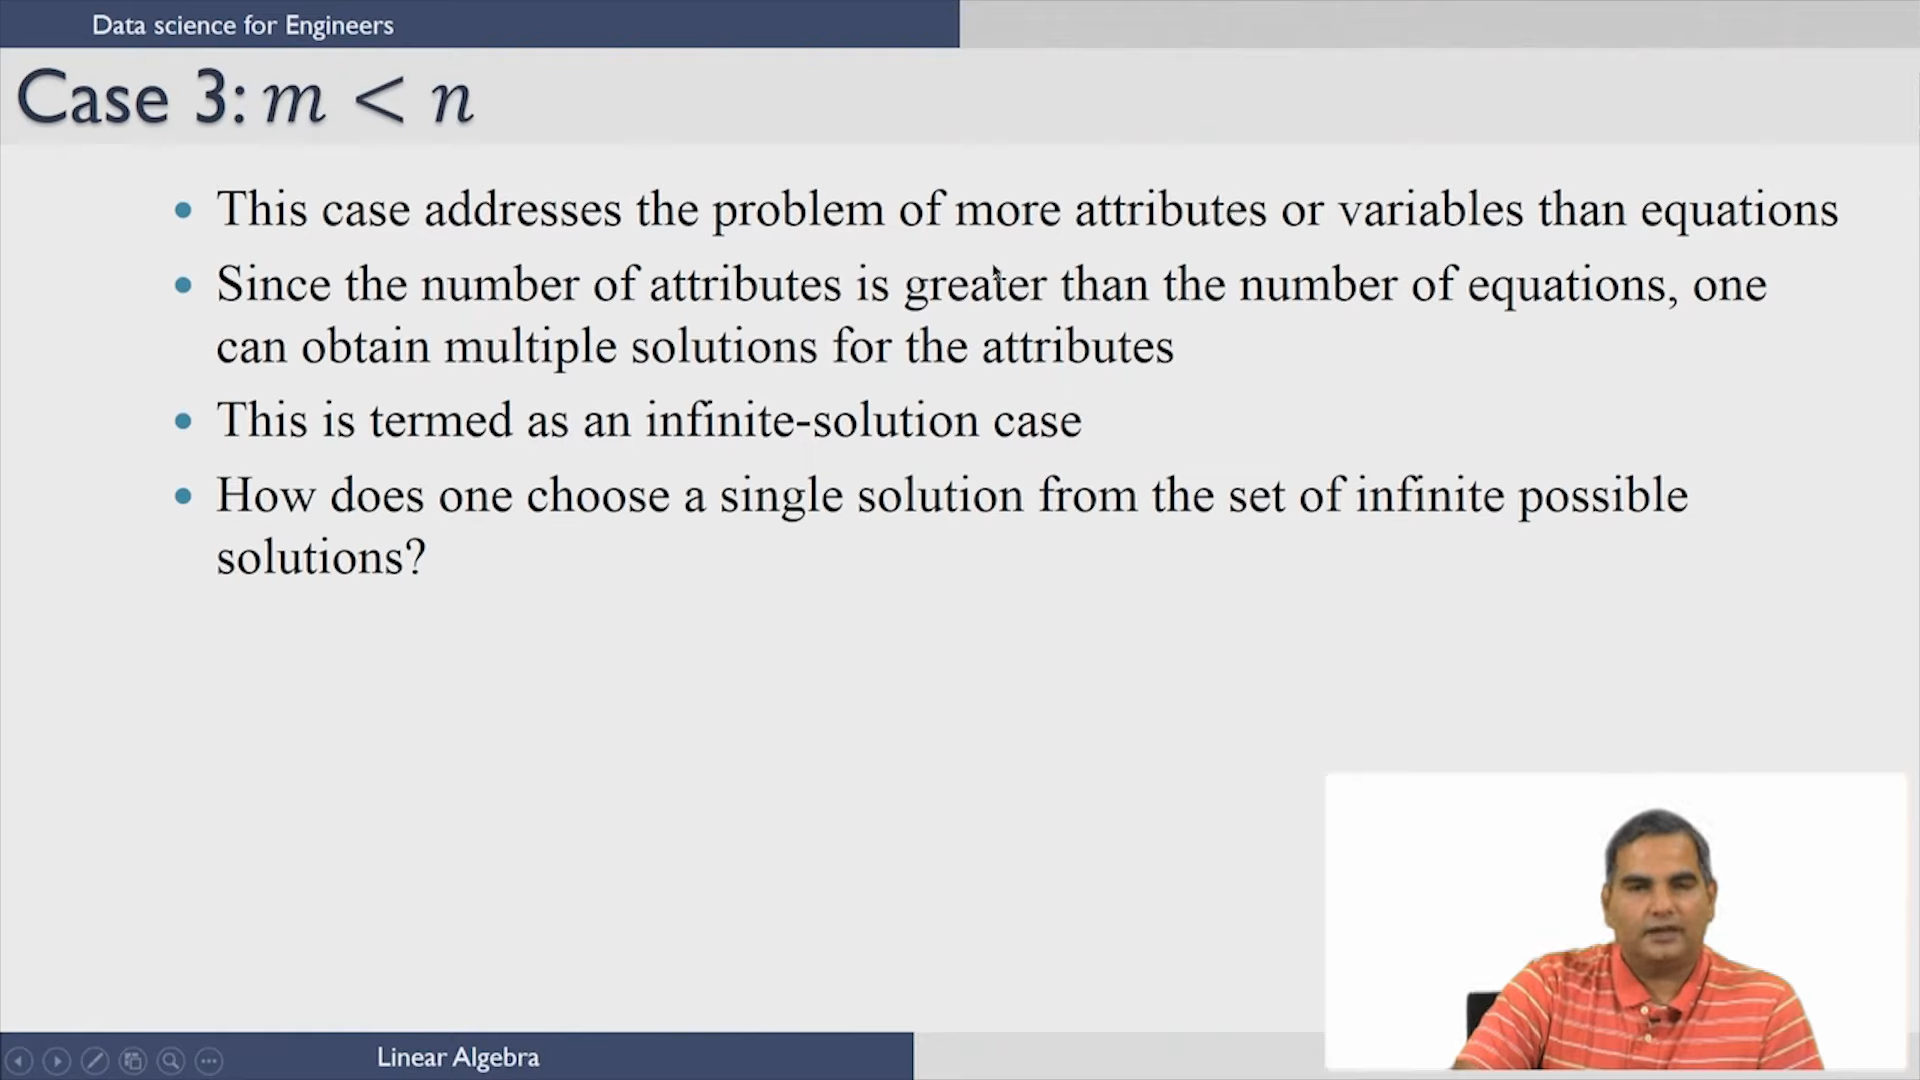 Data science for Engineers
Case 3: m < n
• This case addresses the problem of more attributes or variables than equations
• Since the number of attributes is greater than the number of equations, one
can obtain multiple solutions for the attributes
• This is termed as an infinite-solution case
• How does one choose a single solution from the set of infinite possible
solutions?
Linear Algebra